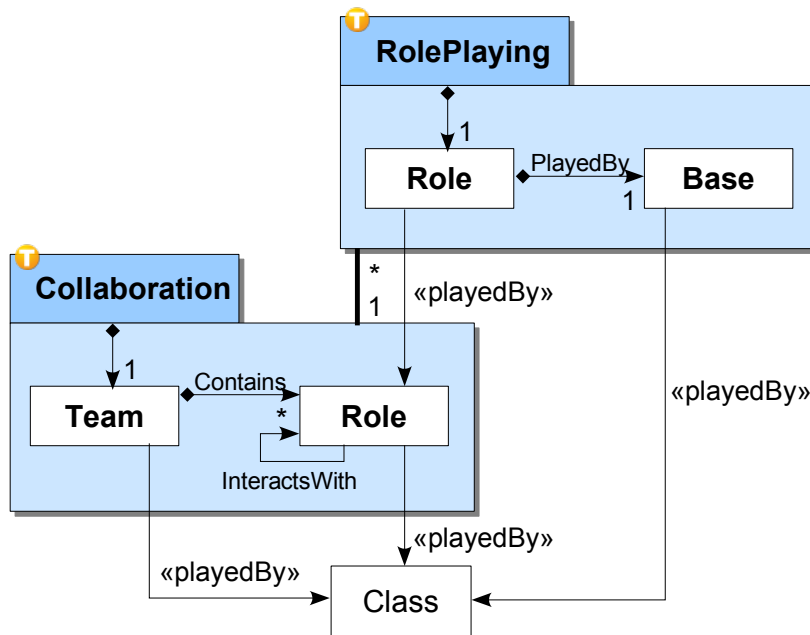 T
RolePlaying
1
Role
PlayedBy
1
Base
T
Collaboration
*
1
«playedBy»
1
Team
Contains
*
Role
InteractsWith
«playedBy»
«playedBy»
«playedBy»
Class